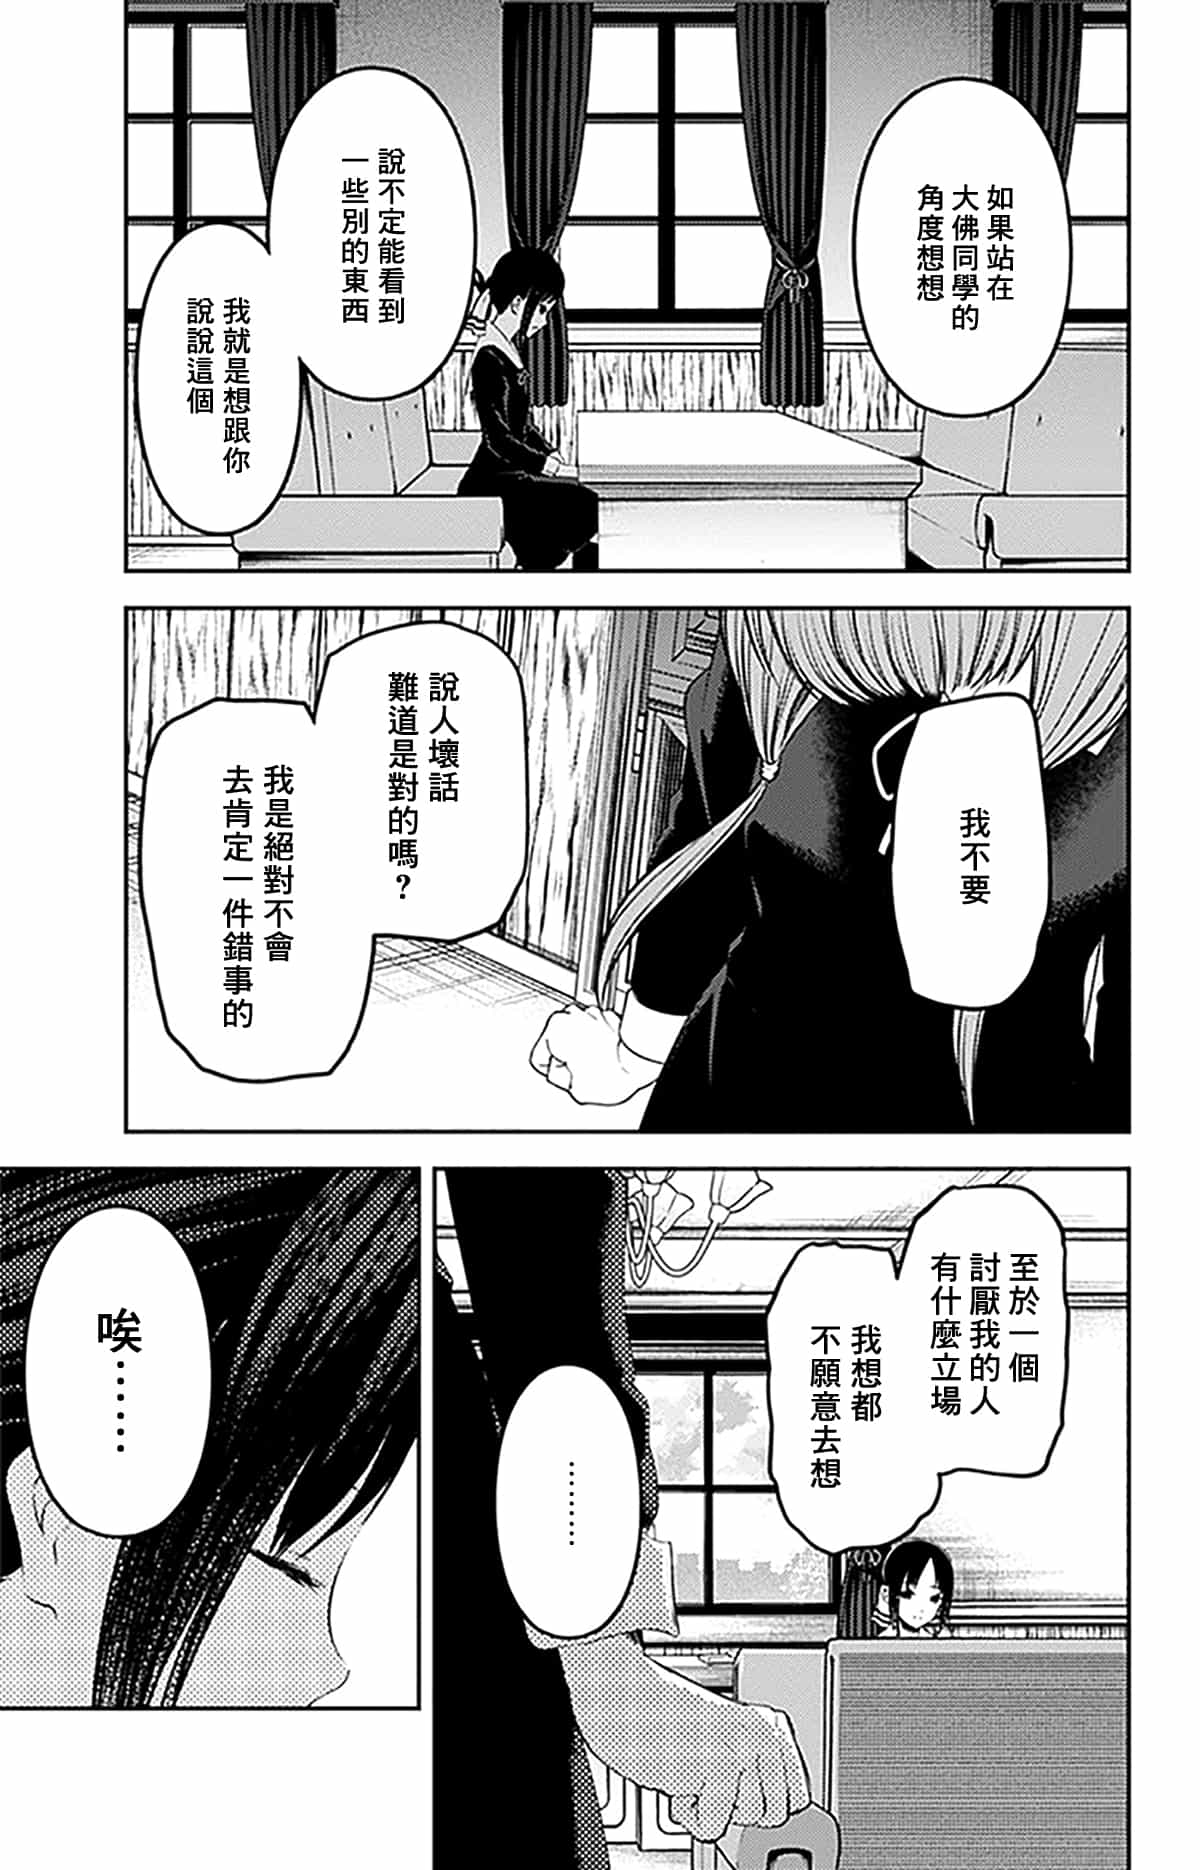 如果站在
大佛同學的
角度想想
說不定能看到
一些別的東西
我就是想跟你
說說這個
我不要
說人壞話
難道是對的嗎?
我是絕對不會
去肯定一件錯事的
至於一個
討厭我的人
有什麼立場
我想都
不願意去想
………
唉……